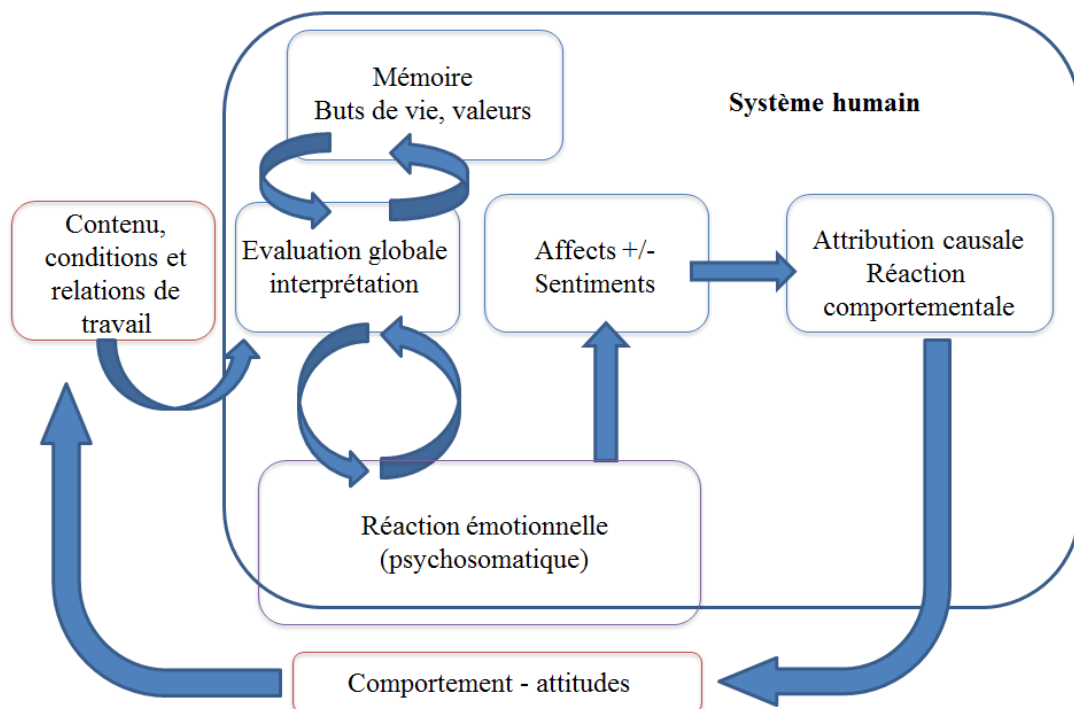 Mémoire
Buts de vie, valeurs
Système humain
Contenu,
conditions et
relations de
travail
Evaluation globale
interprétation
Affects +/-
Sentiments
Attribution causale
Réaction
comportementale
Réaction émotionnelle
(psychosomatique)
Comportement - attitudes